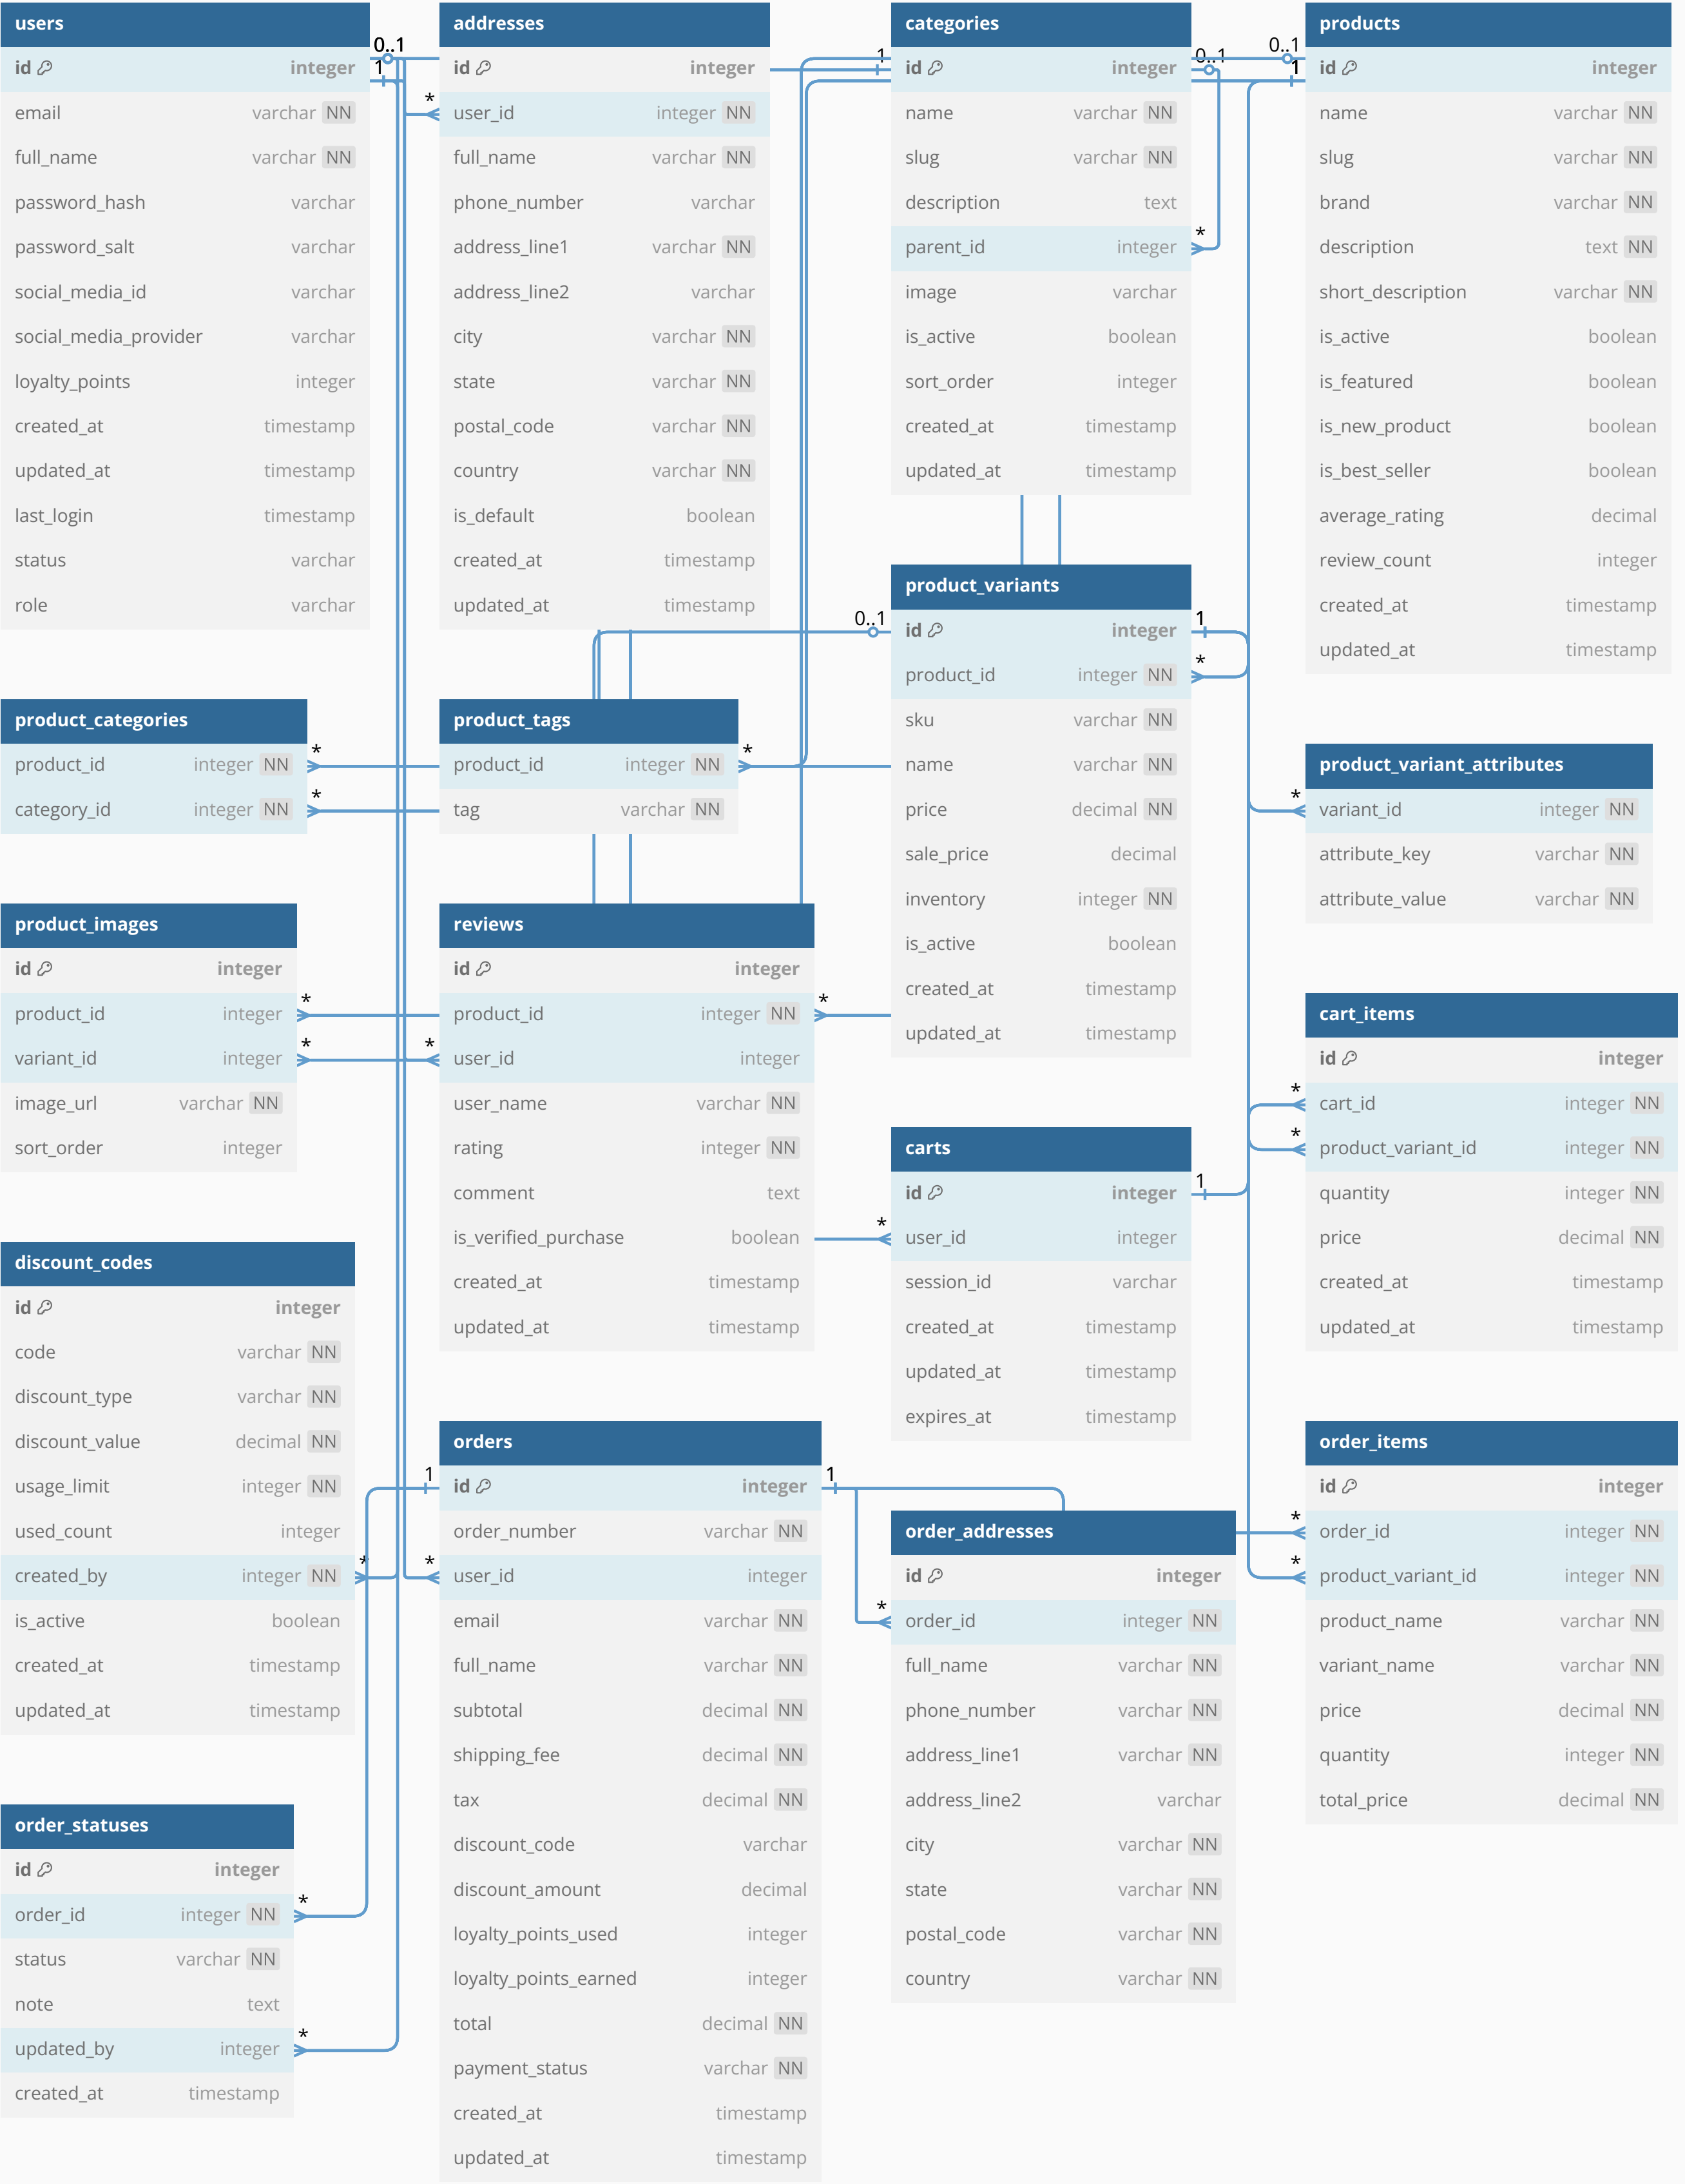 users
id integer
email varchar NN
full_name varchar NN
password_hash varchar
password_salt varchar
social_media_id varchar
social_media_provider varchar
loyalty_points integer
created_at timestamp
updated_at timestamp
last_login timestamp
status varchar
role varchar
0..1
1
addresses
id integer
* user_id integer NN
full_name varchar NN
phone_number varchar
address_line1 varchar NN
address_line2 varchar
city varchar NN
state varchar NN
postal_code varchar NN
country varchar NN
is_default boolean
created_at timestamp
updated_at timestamp
1
categories
id integer
0..1
name varchar NN
slug varchar NN
description text
parent_id integer *
image varchar
is_active boolean
sort_order integer
created_at timestamp
updated_at timestamp
0..1
1
products
id integer
name varchar NN
slug varchar NN
brand varchar NN
description text NN
short_description varchar NN
is_active boolean
is_featured boolean
is_new_product boolean
is_best_seller boolean
average_rating decimal
review_count integer
created_at timestamp
updated_at timestamp
product_categories
product_id integer NN *
category_id integer NN *
product_tags
product_id integer NN *
tag varchar NN
product_variants
0..1 id integer 1
product_id integer NN *
sku varchar NN
name varchar NN
price decimal NN
sale_price decimal
inventory integer NN
is_active boolean
created_at timestamp
updated_at timestamp
product_variant_attributes
* variant_id integer NN
attribute_key varchar NN
attribute_value varchar NN
product_images
id integer
product_id integer *
variant_id integer *
image_url varchar NN
sort_order integer
reviews
id integer
product_id integer NN *
* user_id integer
user_name varchar NN
rating integer NN
comment text
is_verified_purchase boolean
created_at timestamp
updated_at timestamp
carts
id integer 1
* user_id integer
session_id varchar
created_at timestamp
updated_at timestamp
expires_at timestamp
cart_items
id integer
* cart_id integer NN
* product_variant_id integer NN
quantity integer NN
price decimal NN
created_at timestamp
updated_at timestamp
discount_codes
id integer
code varchar NN
discount_type varchar NN
discount_value decimal NN
usage_limit integer NN
used_count integer
created_by integer NN *
is_active boolean
created_at timestamp
updated_at timestamp
orders
1 id integer 1
order_number varchar NN
* user_id integer
email varchar NN
full_name varchar NN
subtotal decimal NN
shipping_fee decimal NN
tax decimal NN
discount_code varchar
discount_amount decimal
loyalty_points_used integer
loyalty_points_earned integer
total decimal NN
payment_status varchar NN
created_at timestamp
updated_at timestamp
order_addresses
id integer
* order_id integer NN
full_name varchar NN
phone_number varchar NN
address_line1 varchar NN
address_line2 varchar
city varchar NN
state varchar NN
postal_code varchar NN
country varchar NN
order_items
id integer
* order_id integer NN
* product_variant_id integer NN
product_name varchar NN
variant_name varchar NN
price decimal NN
quantity integer NN
total_price decimal NN
order_statuses
id integer
order_id integer NN *
status varchar NN
note text
updated_by integer *
created_at timestamp